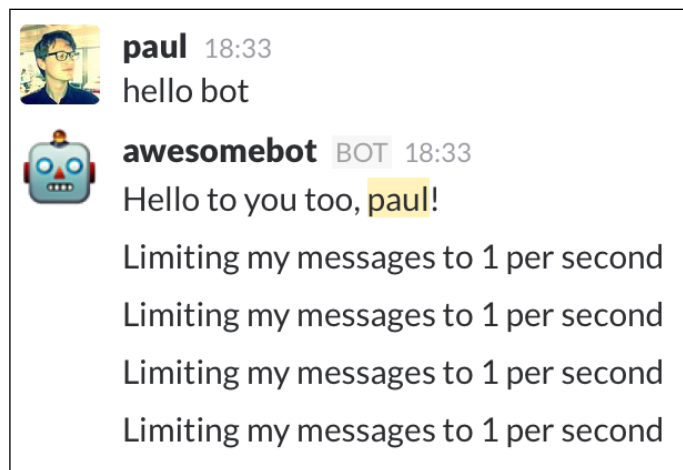 paul 18:33
hello bot
awesomebot BOT 18:33
Hello to you too, paul!
Limiting my messages to 1 per second
Limiting my messages to 1 per second
Limiting my messages to 1 per second
Limiting my messages to 1 per second